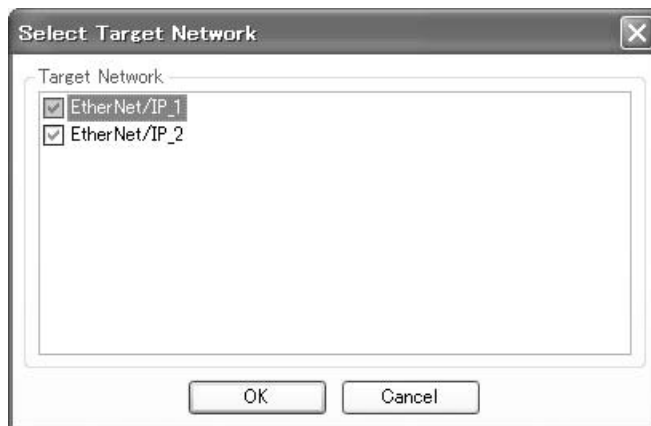 Select Target Network
Target Network
EtherNet/IP_1
EtherNet/IP_2
OK
Cancel